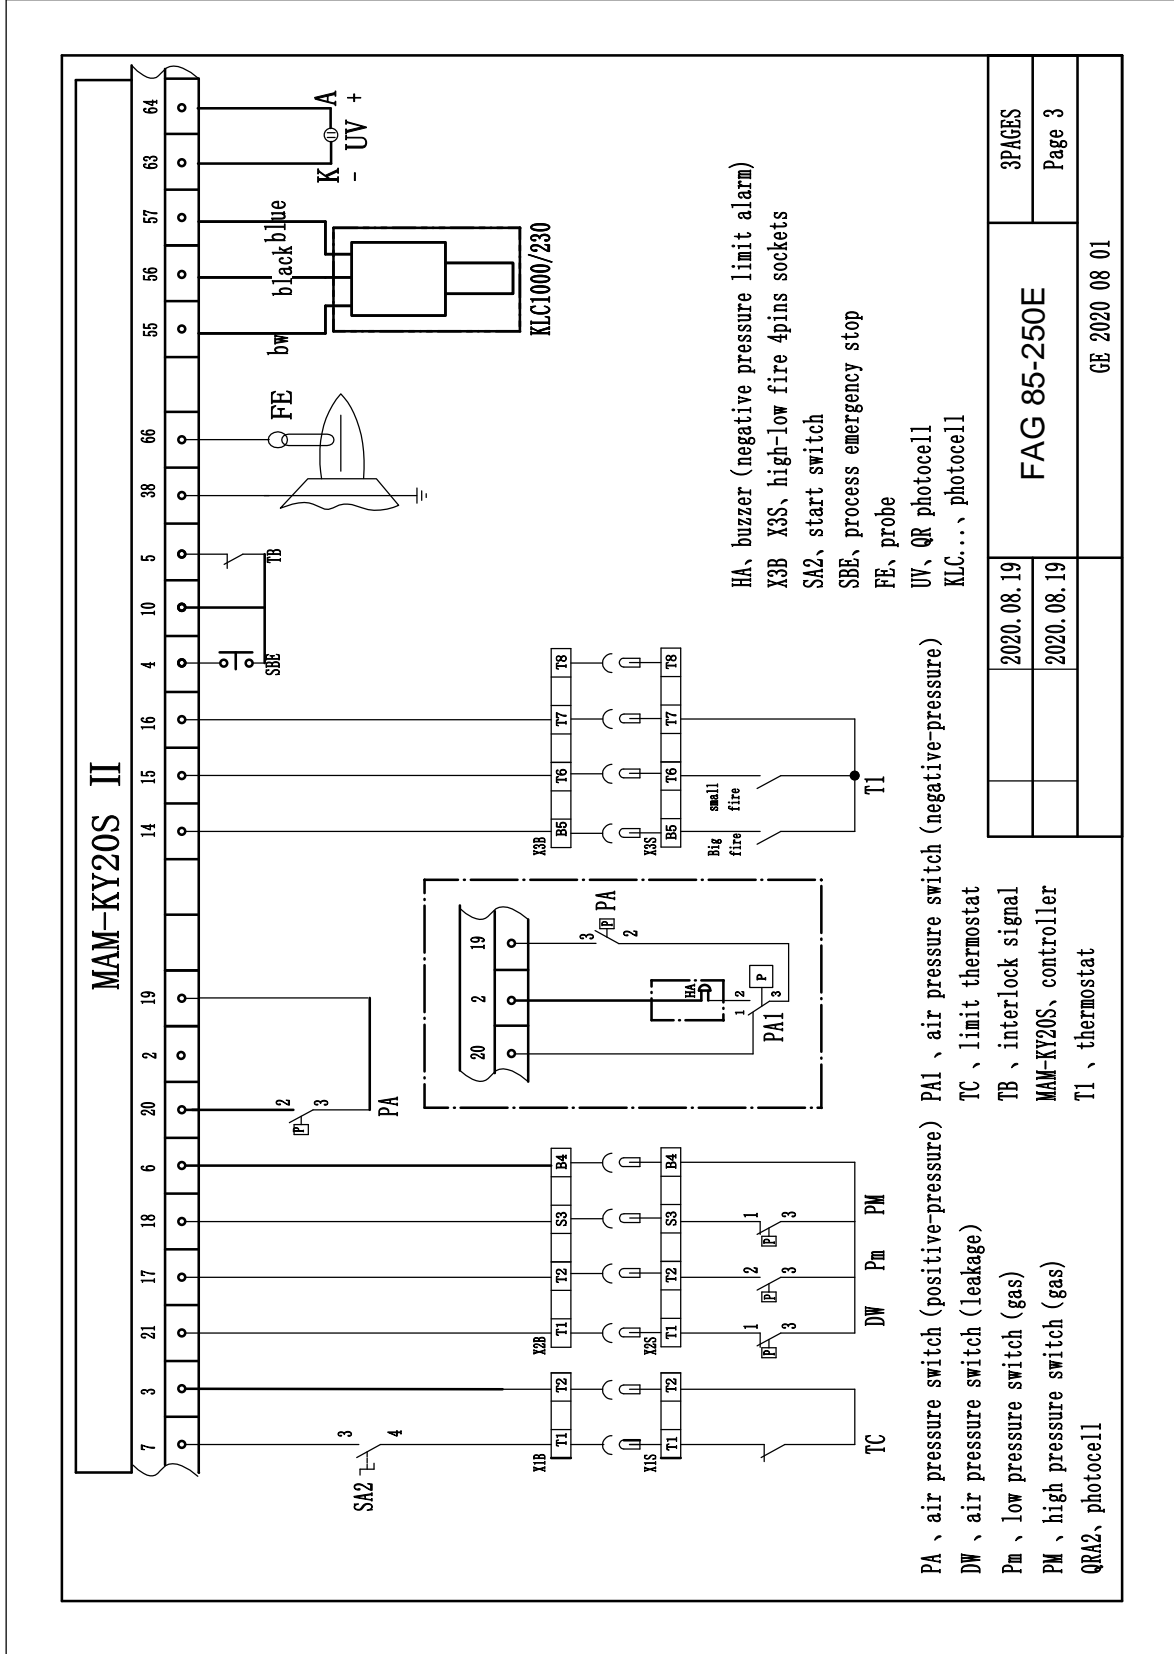 MAM-KY20S II
7 3 21 17 18 6 20 2 19 14 15 16 4 10 5 38 66 55 56 57 63 64
SA2
3
4
X1B T1 T2
X1S T1 T2
TC
X2B T1 T2 S3 B4
X2S T1 T2 S3 B4
P P P
1 2 1
3 3 3
DW Pm PM
P
2
3
PA
20 2 19
HA
P
1 2
3
PA1
P
3
2
PA
X3B B5 T6 T7 T8
X3S B5 T6 T7 T8
Big
fire
small
fire
T1
SBE
TB
FE
bw
black
blue
KLC1000/230
K A
- UV +
PA 、air pressure switch(positive-pressure)
DW 、air pressure switch(leakage)
Pm 、low pressure switch(gas)
PM 、high pressure switch(gas)
QRA2、photocell
PA1 、air pressure switch(negative-pressure)
TC 、limit thermostat
TB 、interlock signal
MAM-KY20S、controller
T1 、thermostat
HA、buzzer(negative pressure limit alarm)
X3B X3S、high-low fire 4pins sockets
SA2、start switch
SBE、process emergency stop
FE、probe
UV、QR photocell
KLC...、photocell
2020.08.19
2020.08.19
FAG 85-250E
3PAGES
Page 3
GE 2020 08 01